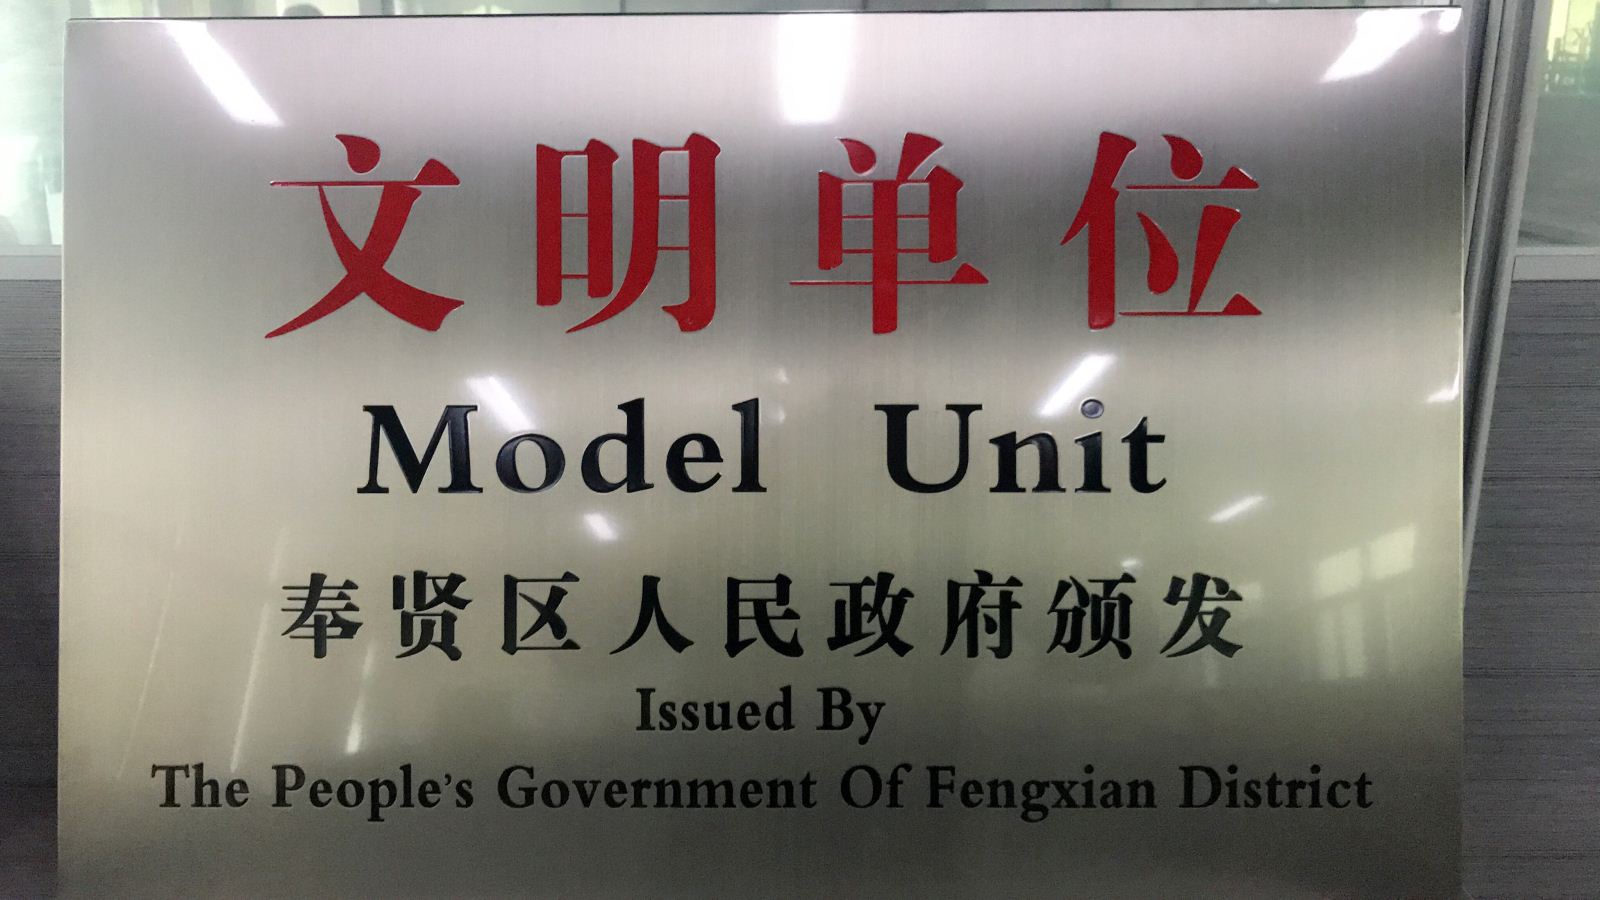 文明单位
Model Unit
奉贤区人民政府颁发
Issued By
The People's Government Of Fengxian District